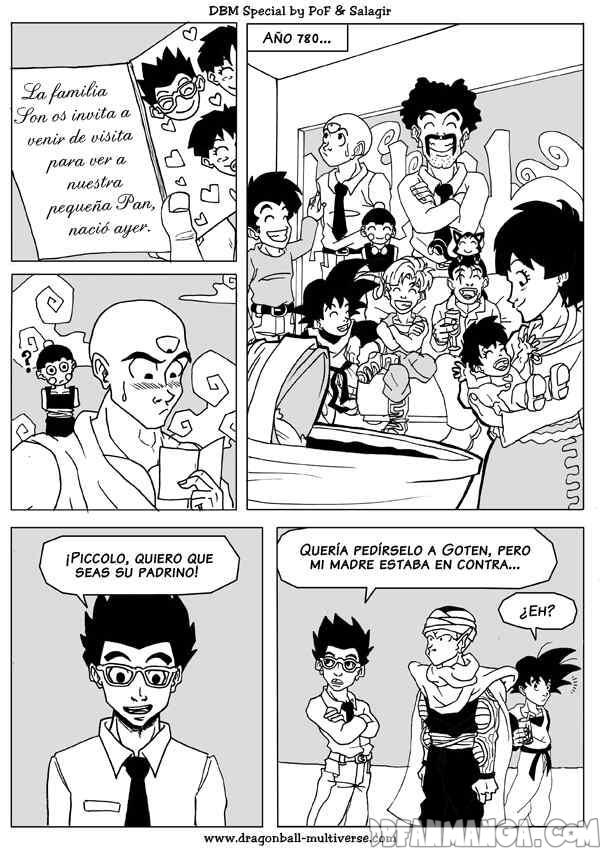 DBM Special by PoF & Salagir
La familia
Son os invita a
venir de visita
para ver a
nuestra
pequeña Pan,
nació ayer.
AÑO 780...
?
¡PICCOLO, QUIERO QUE
SEAS SU PADRINO!
QUERÍA PEDÍRSELO A GOTEN, PERO
MI MADRE ESTABA EN CONTRA...
¿EH?
www.dragonball-multiverse.com
DBFANMANGA.COM